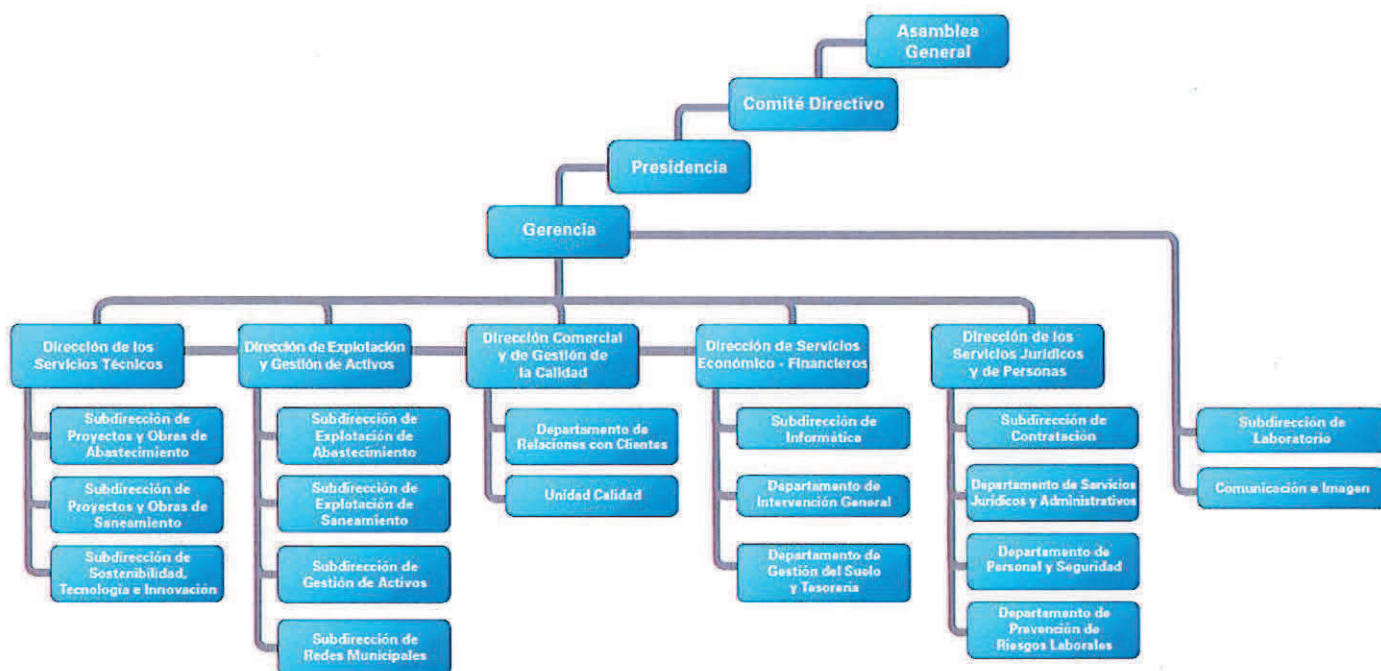 Asamblea
General
Comité Directivo
Presidencia
Gerencia
Dirección de los
Servicios Técnicos
Dirección de Explotación
y Gestión de Activos
Dirección Comercial
y de Gestión de
la Calidad
Dirección de Servicios
Económico - Financieros
Dirección de los
Servicios Jurídicos
y de Personas
Subdirección de
Proyectos y Obras de
Abastecimiento
Subdirección de
Proyectos y Obras de
Saneamiento
Subdirección de
Sostenibilidad,
Tecnología e Innovación
Subdirección de
Explotación de
Abastecimiento
Subdirección de
Explotación de
Saneamiento
Subdirección de
Gestión de Activos
Subdirección de
Redes Municipales
Departamento de
Relaciones con Clientes
Unidad Calidad
Subdirección de
Informática
Departamento de
Intervención General
Departamento de
Gestión del Suelo
y Tesorería
Subdirección de
Contratación
Departamento de Servicios
Jurídicos y Administrativos
Departamento de
Personal y Seguridad
Departamento de
Prevención de
Riesgos Laborales
Subdirección de
Laboratorio
Comunicación e Imagen